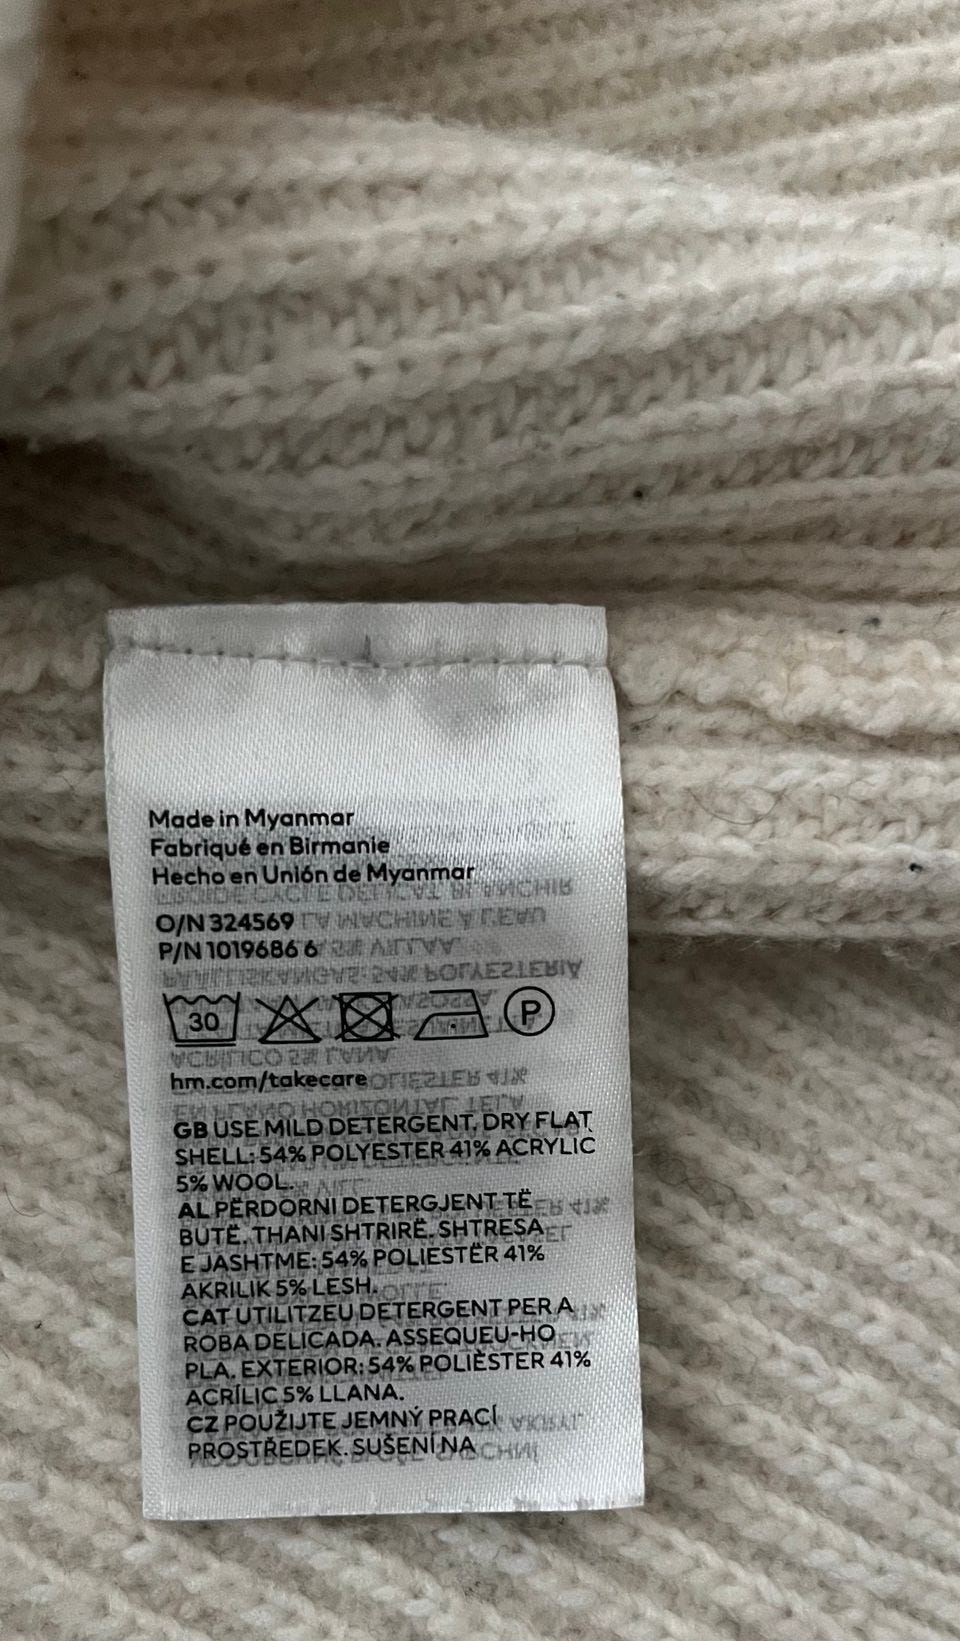 Made in Myanmar
Fabriqué en Birmanie
Hecho en Unión de Myanmar
O/N 324569
P/N 1019686 6
30 P
hm.com/takecare
GB USE MILD DETERGENT. DRY FLAT
SHELL: 54% POLYESTER 41% ACRYLIC
5% WOOL.
AL PËRDORNI DETERGJENT TË
BUTË. THANI SHTRIRË. SHTRESA
E JASHTME: 54% POLIESTËR 41%
AKRILIK 5% LESH.
CAT UTILITZEU DETERGENT PER A
ROBA DELICADA. ASSEQUEU-HO
PLA. EXTERIOR: 54% POLIÈSTER 41%
ACRÍLIC 5% LLANA.
CZ POUŽIJTE JEMNÝ PRACÍ
PROSTŘEDEK. SUŠENÍ NA